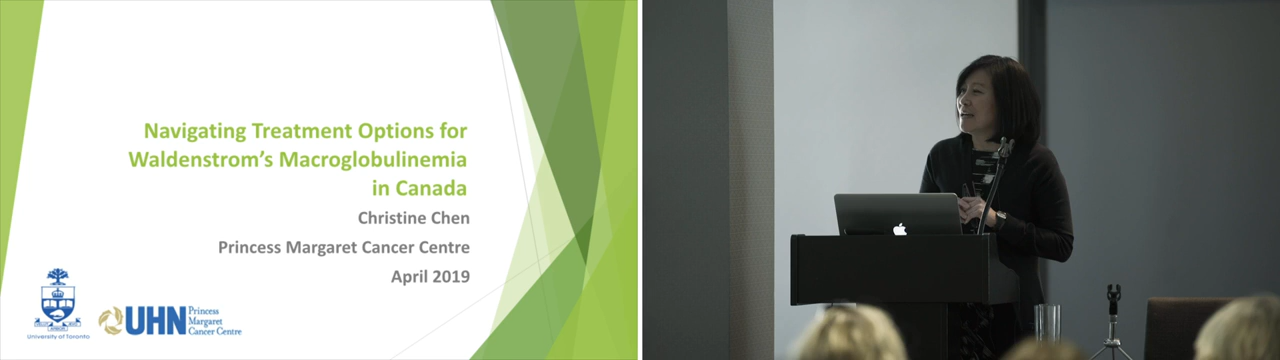 Navigating Treatment Options for
Waldenstrom's Macroglobulinemia
in Canada
Christine Chen
Princess Margaret Cancer Centre
April 2019
University of Toronto
UHN
Princess
Margaret
Cancer Centre